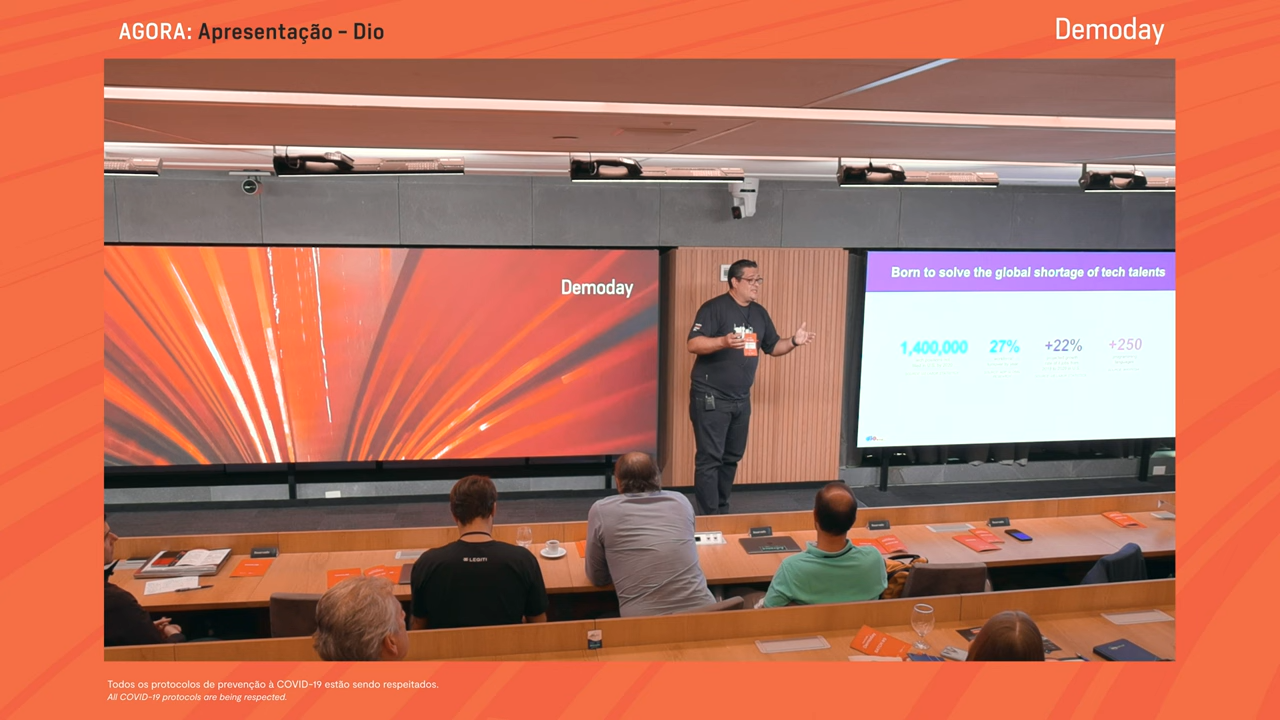 AGORA: Apresentação - Dio
Demoday
Demoday
Born to solve the global shortage of tech talents
1,400,000 27% +22% +250
LEGITI
Todos os protocolos de prevenção à COVID-19 estão sendo respeitados.
All COVID-19 protocols are being respected.